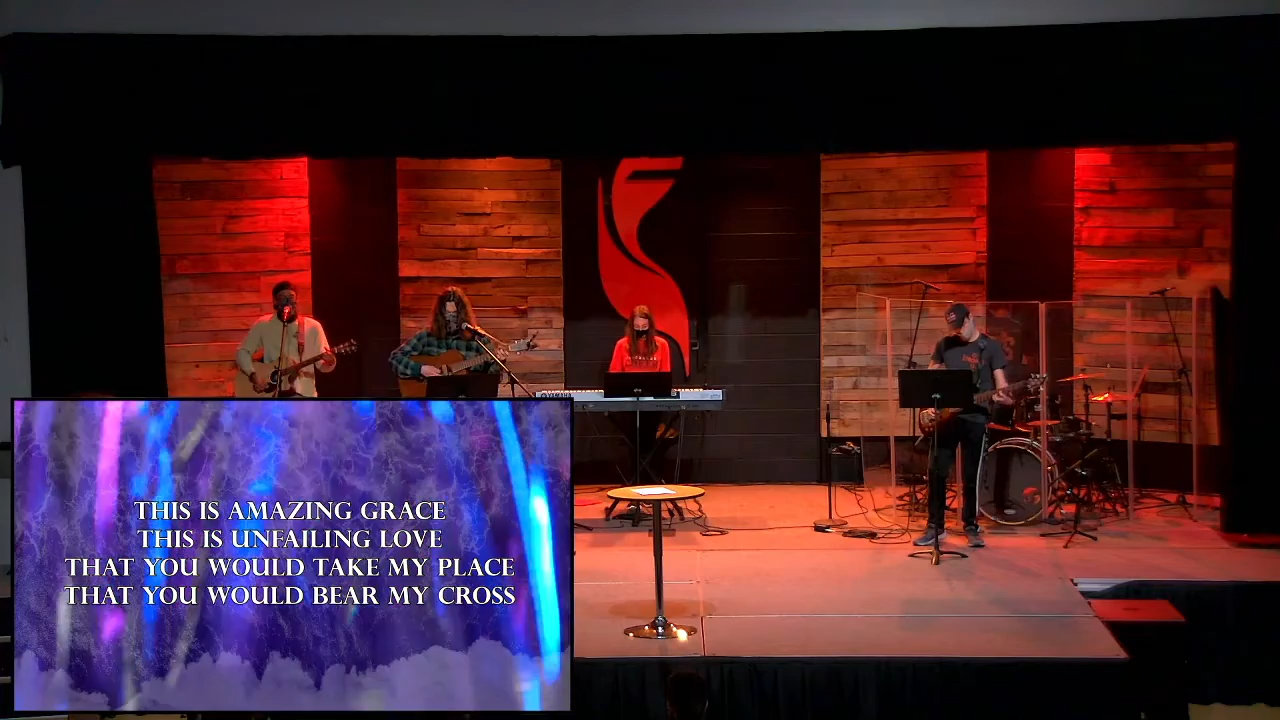 THIS IS AMAZING GRACE
THIS IS UNFAILING LOVE
THAT YOU WOULD TAKE MY PLACE
THAT YOU WOULD BEAR MY CROSS